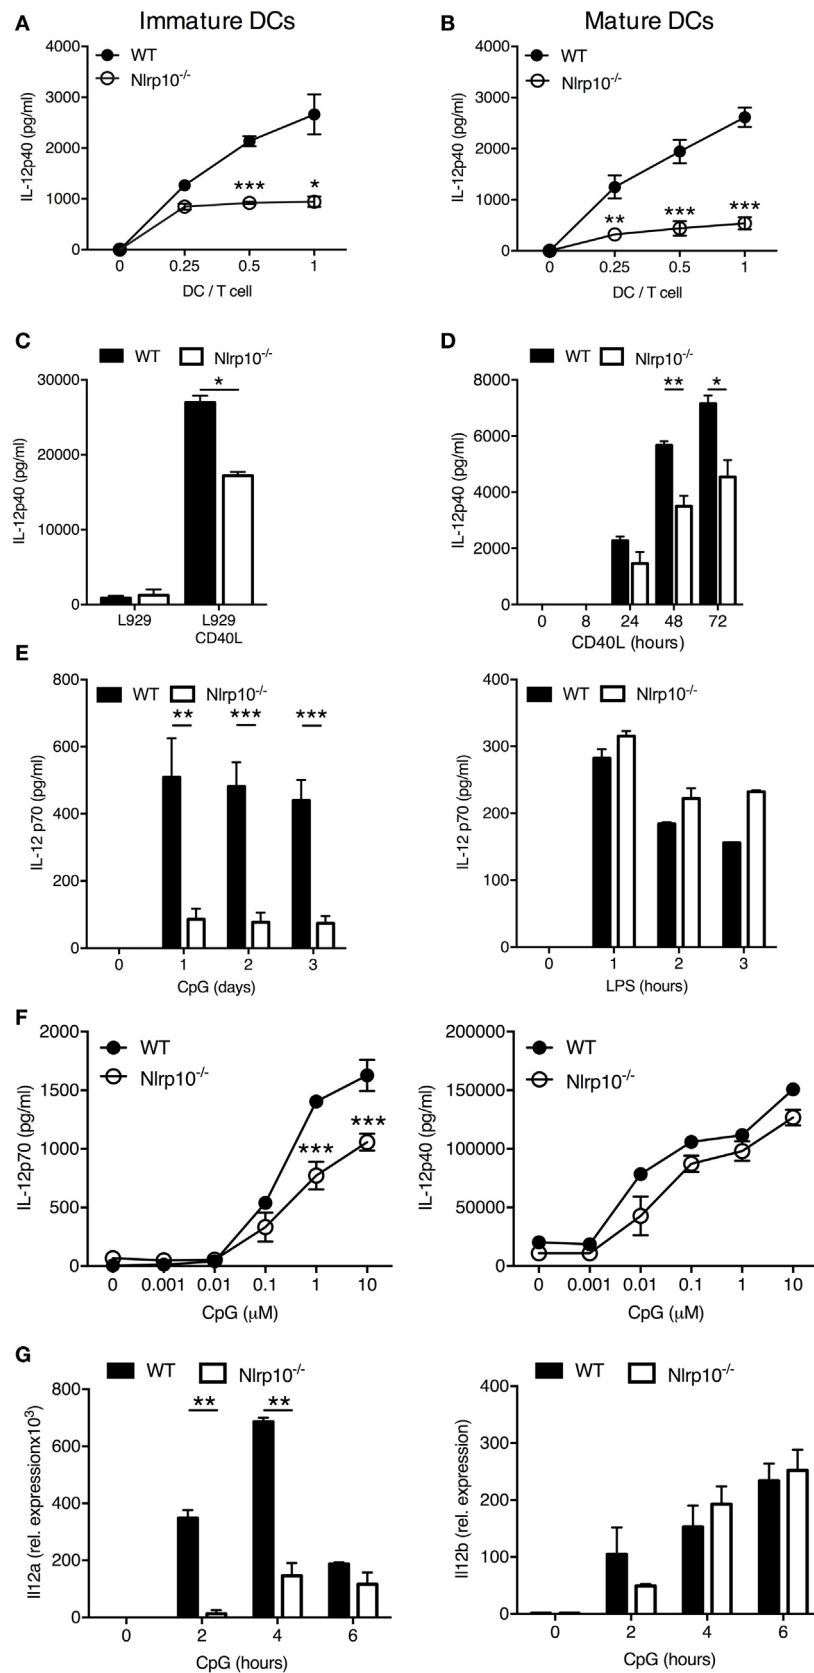 A
Immature DCs
WT
Nlrp10-/-
IL-12p40 (pg/ml)
4000
3000
2000
1000
0
***
*
0 0.25 0.5 1
DC / T cell
B
Mature DCs
WT
Nlrp10-/-
IL-12p40 (pg/ml)
4000
3000
2000
1000
0
**
***
***
0 0.25 0.5 1
DC / T cell
C
WT Nlrp10-/-
IL-12p40 (pg/ml)
30000
20000
10000
0
*
L929 L929
CD40L
D
WT Nlrp10-/-
IL-12p40 (pg/ml)
8000
6000
4000
2000
0
** *
0 8 24 48 72
CD40L (hours)
E
WT Nlrp10-/-
IL-12 p70 (pg/ml)
800
600
400
200
0
** *** ***
0 1 2 3
CpG (days)
WT Nlrp10-/-
IL-12 p70 (pg/ml)
400
300
200
100
0
0 1 2 3
LPS (hours)
F
WT
Nlrp10-/-
IL-12p70 (pg/ml)
2000
1500
1000
500
0
***
***
0 0.001 0.01 0.1 1 10
CpG (μM)
WT
Nlrp10-/-
IL-12p40 (pg/ml)
200000
150000
100000
50000
0
0 0.001 0.01 0.1 1 10
CpG (μM)
G
WT Nlrp10-/-
Il12a (rel. expressionx10³)
800
600
400
200
0
** **
0 2 4 6
CpG (hours)
WT Nlrp10-/-
Il12b (rel. expression)
400
300
200
100
0
0 2 4 6
CpG (hours)